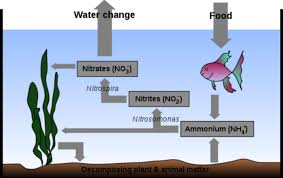 Water change
Food
Nitrates (NO3-)
Nitrospira
Nitrites (NO2-)
Nitrosomonas
Ammonium (NH4+)
Decomposing plant & animal matter